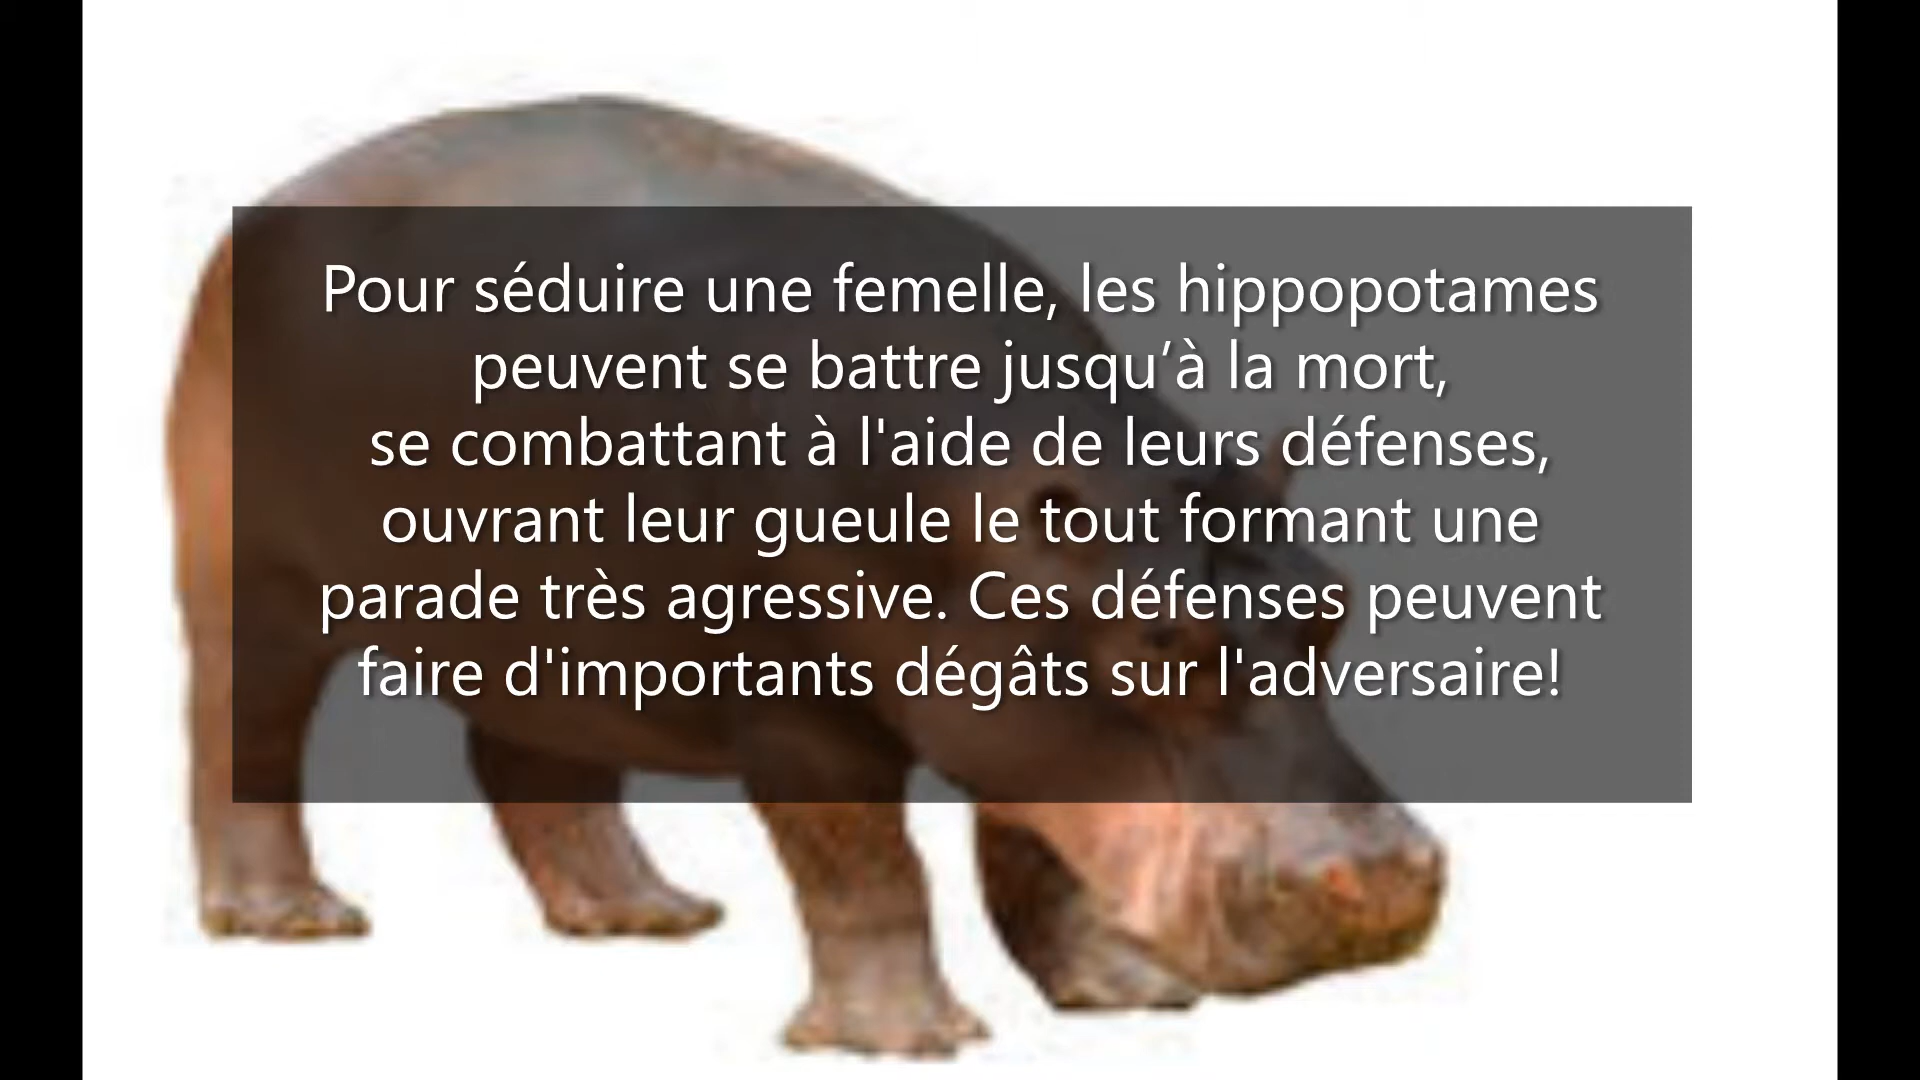 Pour séduire une femelle, les hippopotames
peuvent se battre jusqu’à la mort,
se combattant à l'aide de leurs défenses,
ouvrant leur gueule le tout formant une
parade très agressive. Ces défenses peuvent
faire d'importants dégâts sur l'adversaire!